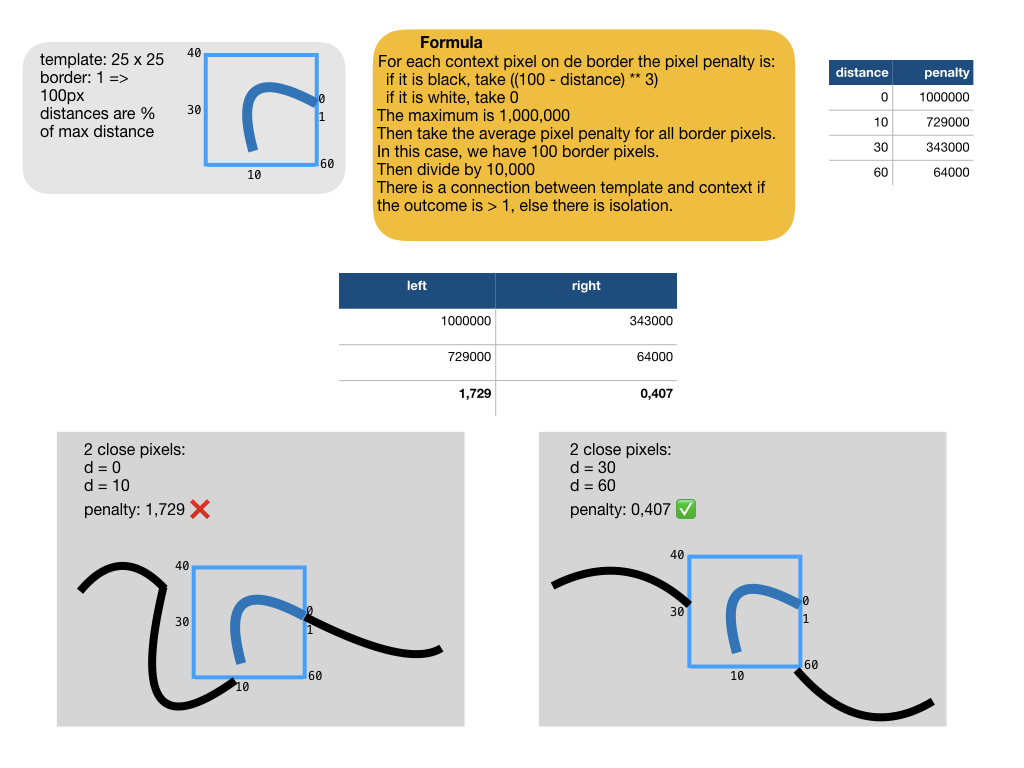 template: 25 x 25
border: 1 =>
100px
distances are %
of max distance
40
30
0
1
60
10
Formula
For each context pixel on de border the pixel penalty is:
if it is black, take ((100 - distance) ** 3)
if it is white, take 0
The maximum is 1,000,000
Then take the average pixel penalty for all border pixels.
In this case, we have 100 border pixels.
Then divide by 10,000
There is a connection between template and context if
the outcome is > 1, else there is isolation.
distance penalty
0 1000000
10 729000
30 343000
60 64000
left right
1000000 343000
729000 64000
1,729 0,407
2 close pixels:
d = 0
d = 10
penalty: 1,729 ❌
40
30
0
1
60
10
2 close pixels:
d = 30
d = 60
penalty: 0,407 ✅
40
30
0
1
60
10